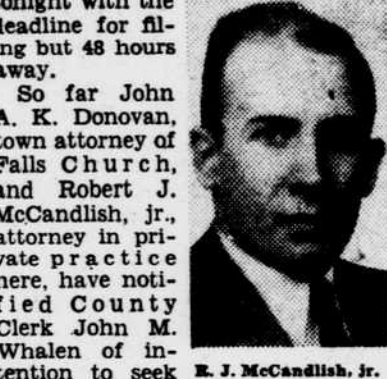 tonight with the
deadline for fil-
ing but 48 hours
away.
So far John
A. K. Donovan,
town attorney of
Falls Church,
and Robert J.
McCandlish, jr.,
attorney in pri-
vate practice
here, have noti-
fied County
Clerk John M.
Whalen of in-
tention to seek
R. J. McCandlish, jr.